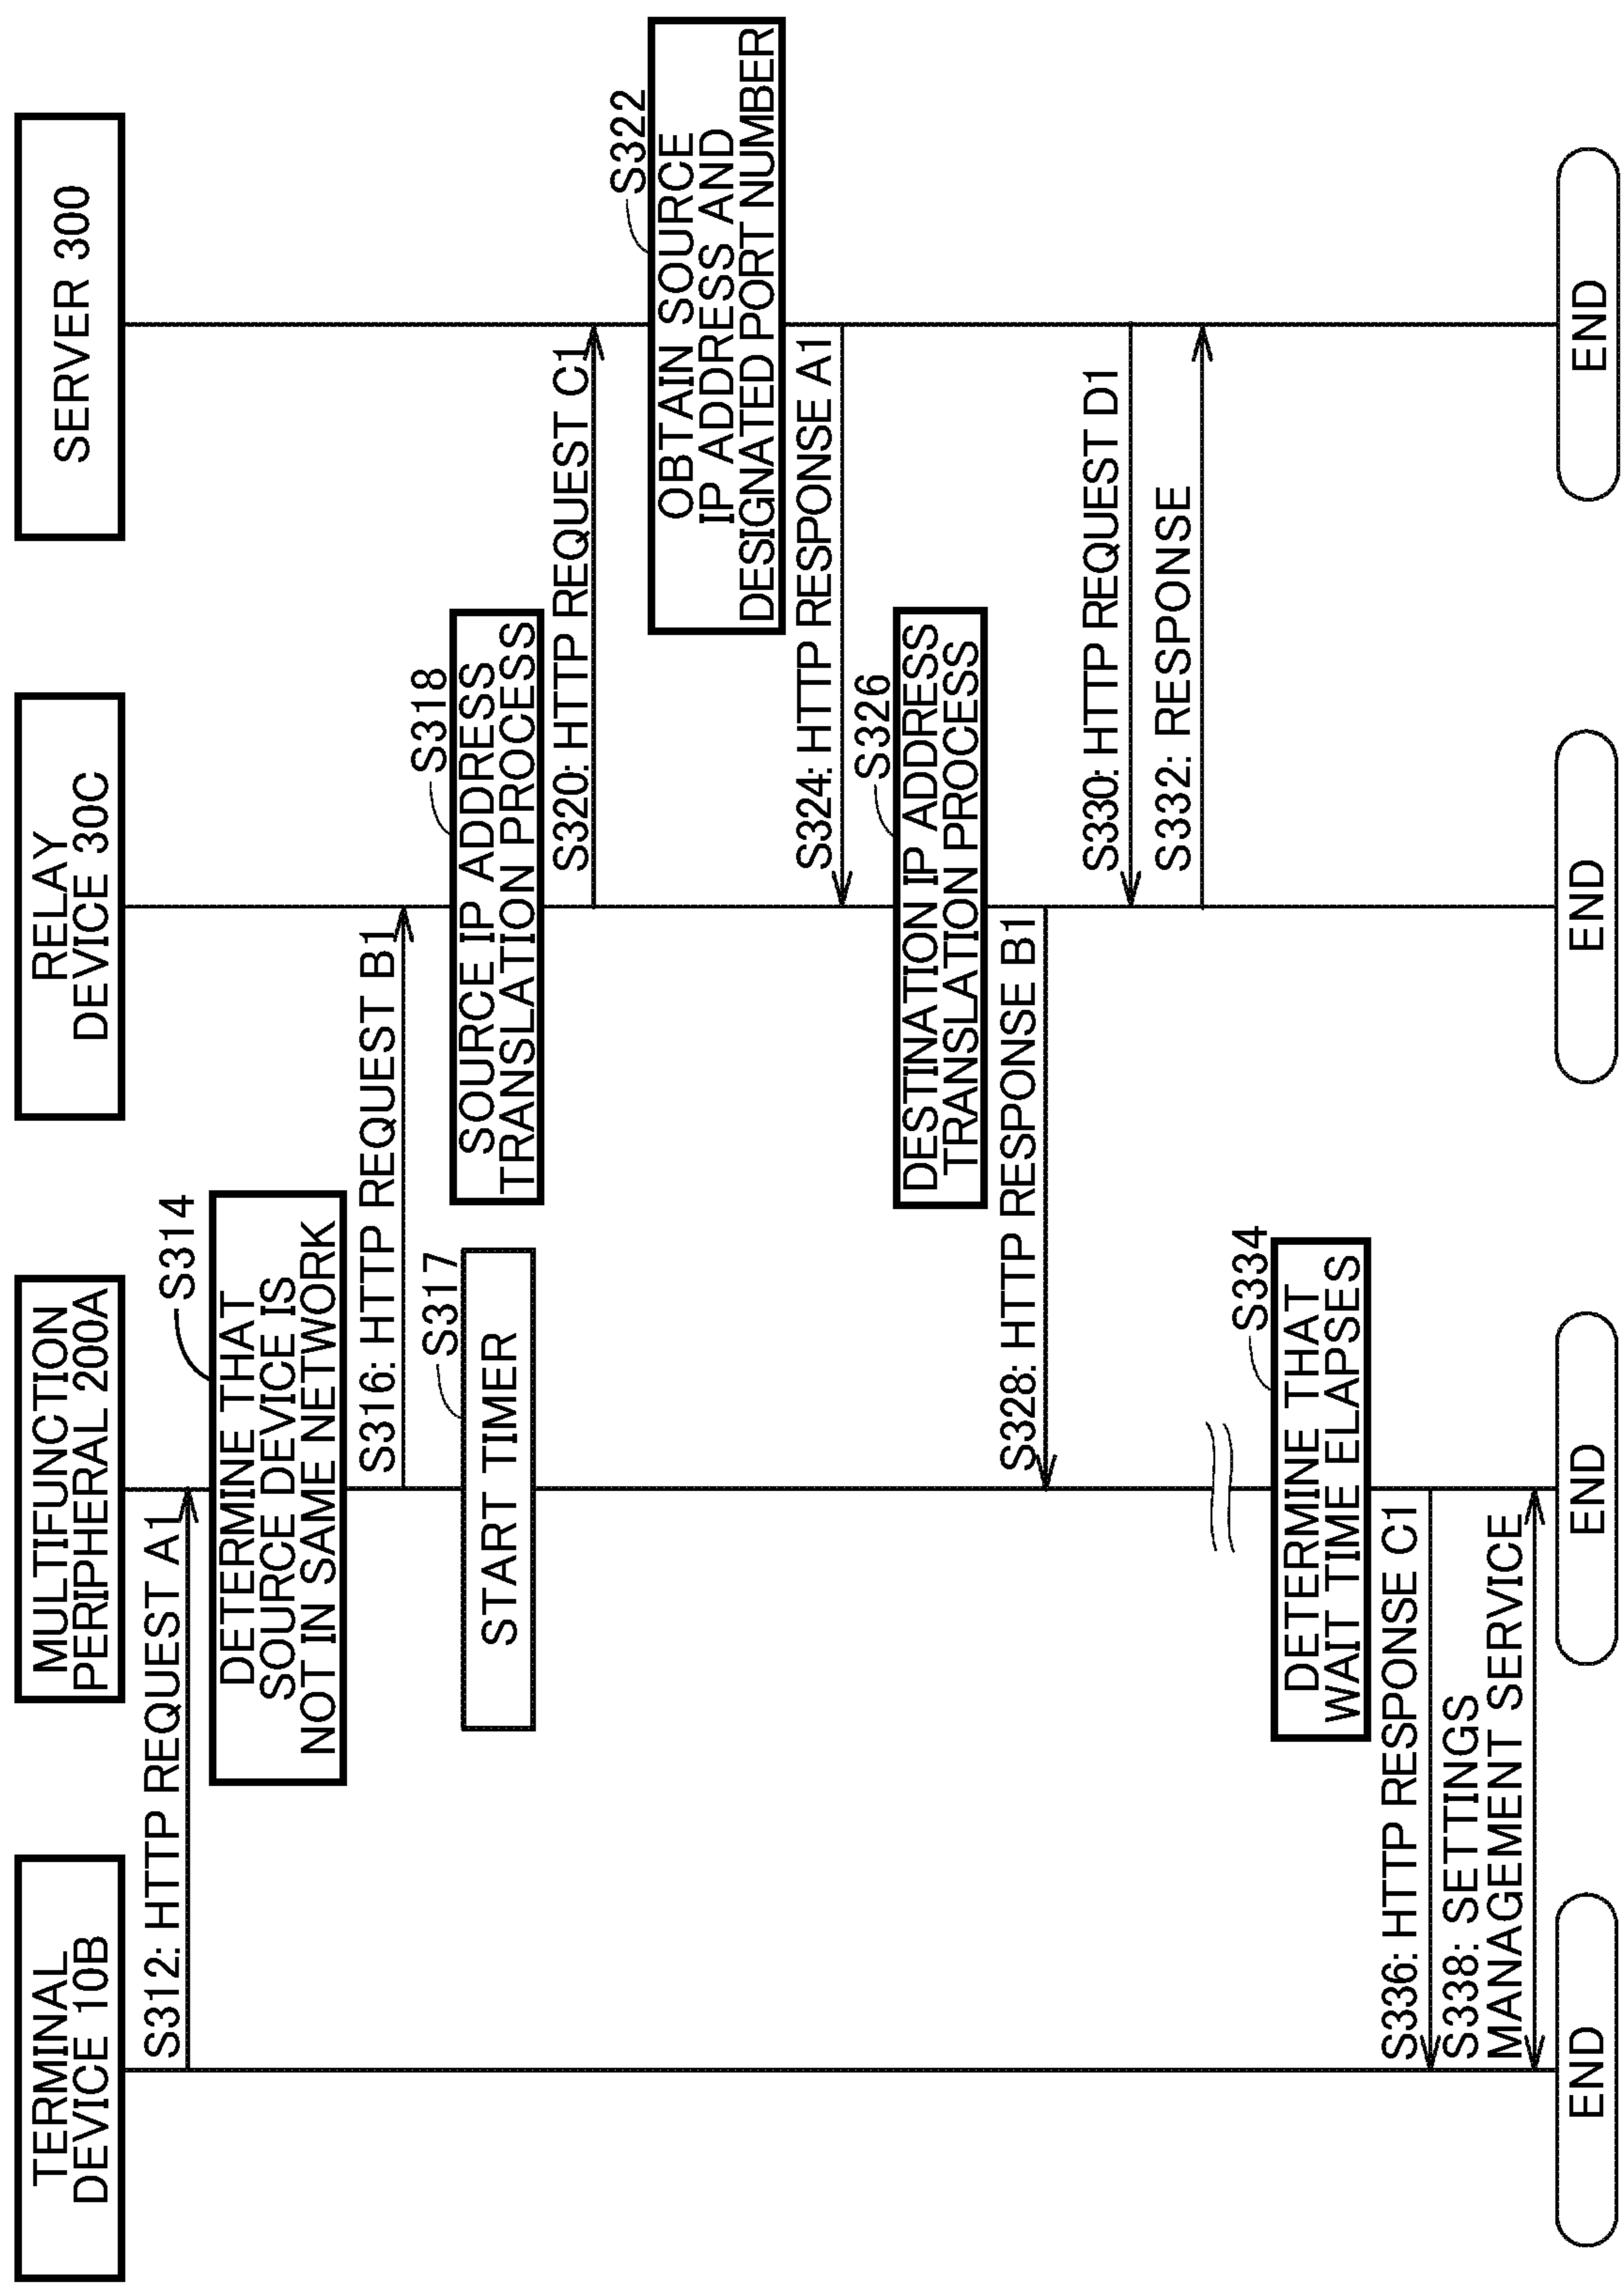 TERMINAL
DEVICE 10B
MULTIFUNCTION
PERIPHERAL 200A
RELAY
DEVICE 30C
SERVER 300
S312: HTTP REQUEST A1
S314
DETERMINE THAT
SOURCE DEVICE IS
NOT IN SAME NETWORK
S316: HTTP REQUEST B1
S317
START TIMER
S318
SOURCE IP ADDRESS
TRANSLATION PROCESS
S320: HTTP REQUEST C1
S322
OBTAIN SOURCE
IP ADDRESS AND
DESIGNATED PORT NUMBER
S324: HTTP RESPONSE A1
S326
DESTINATION IP ADDRESS
TRANSLATION PROCESS
S328: HTTP RESPONSE B1
S330: HTTP REQUEST D1
S332: RESPONSE
S334
DETERMINE THAT
WAIT TIME ELAPSES
S336: HTTP RESPONSE C1
S338: SETTINGS
MANAGEMENT SERVICE
END
END
END
END